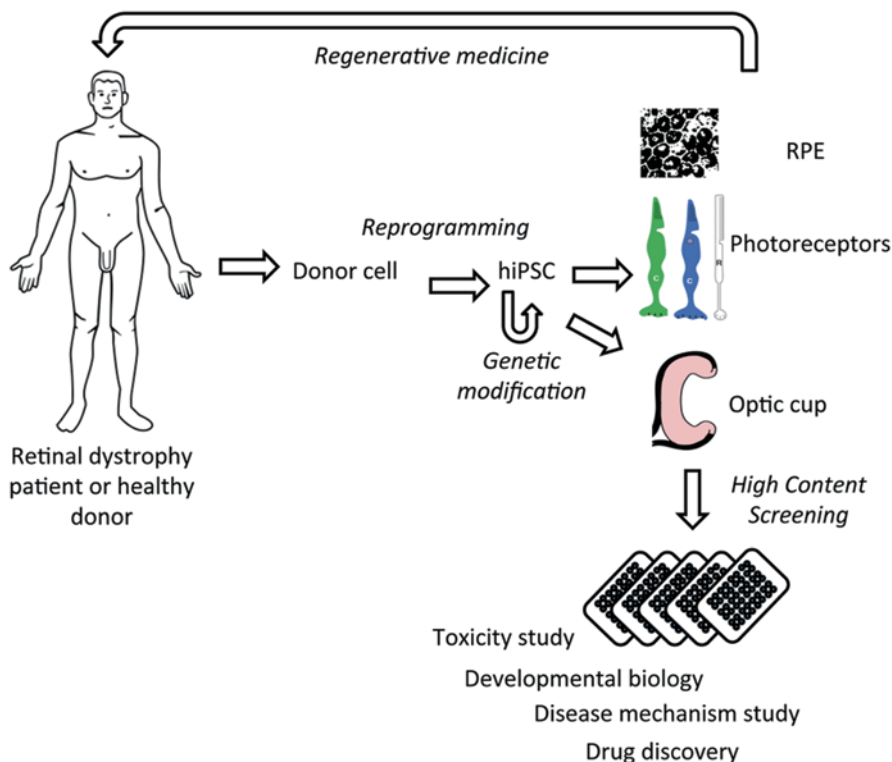 Regenerative medicine
RPE
Reprogramming
Photoreceptors
Donor cell
hiPSC
C
C
R
Genetic
modification
Optic cup
Retinal dystrophy
patient or healthy
donor
High Content
Screening
Toxicity study
Developmental biology
Disease mechanism study
Drug discovery